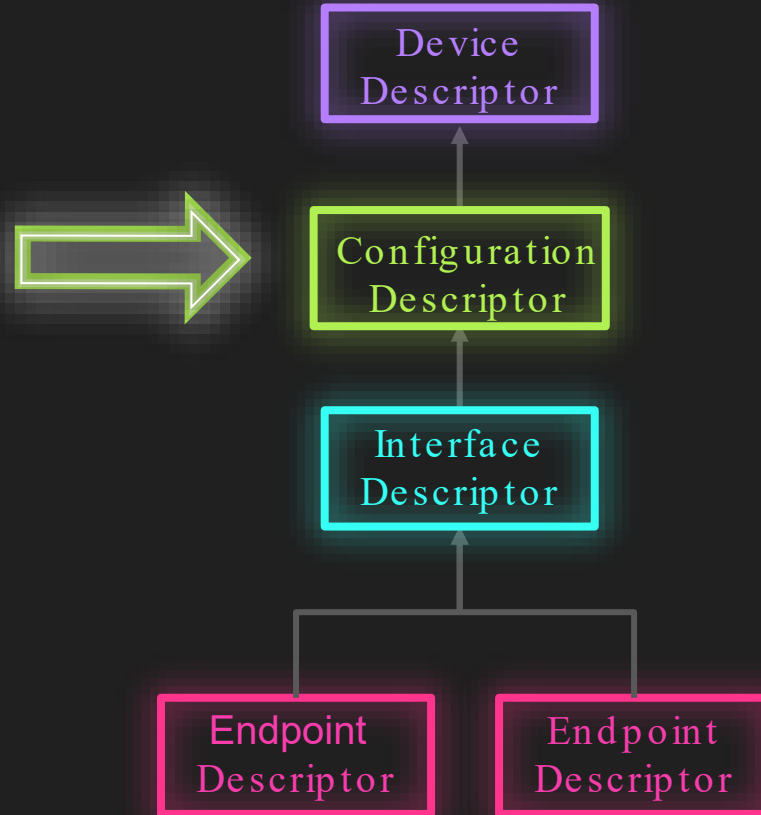 Device
Descriptor
Configuration
Descriptor
Interface
Descriptor
Endpoint
Descriptor
Endpoint
Descriptor